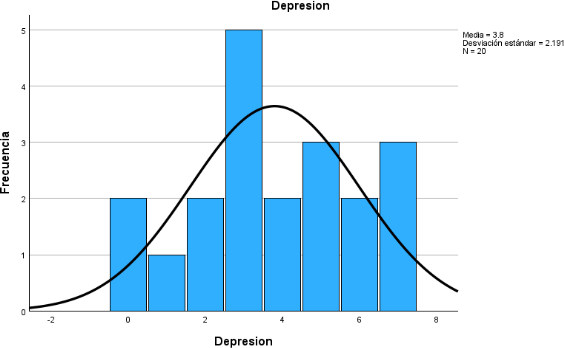 Depresion
Media = 3.8
Desviación estándar = 2.191
N = 20
5
4
3
2
1
0
Frecuencia
-2 0 2 4 6 8
Depresion